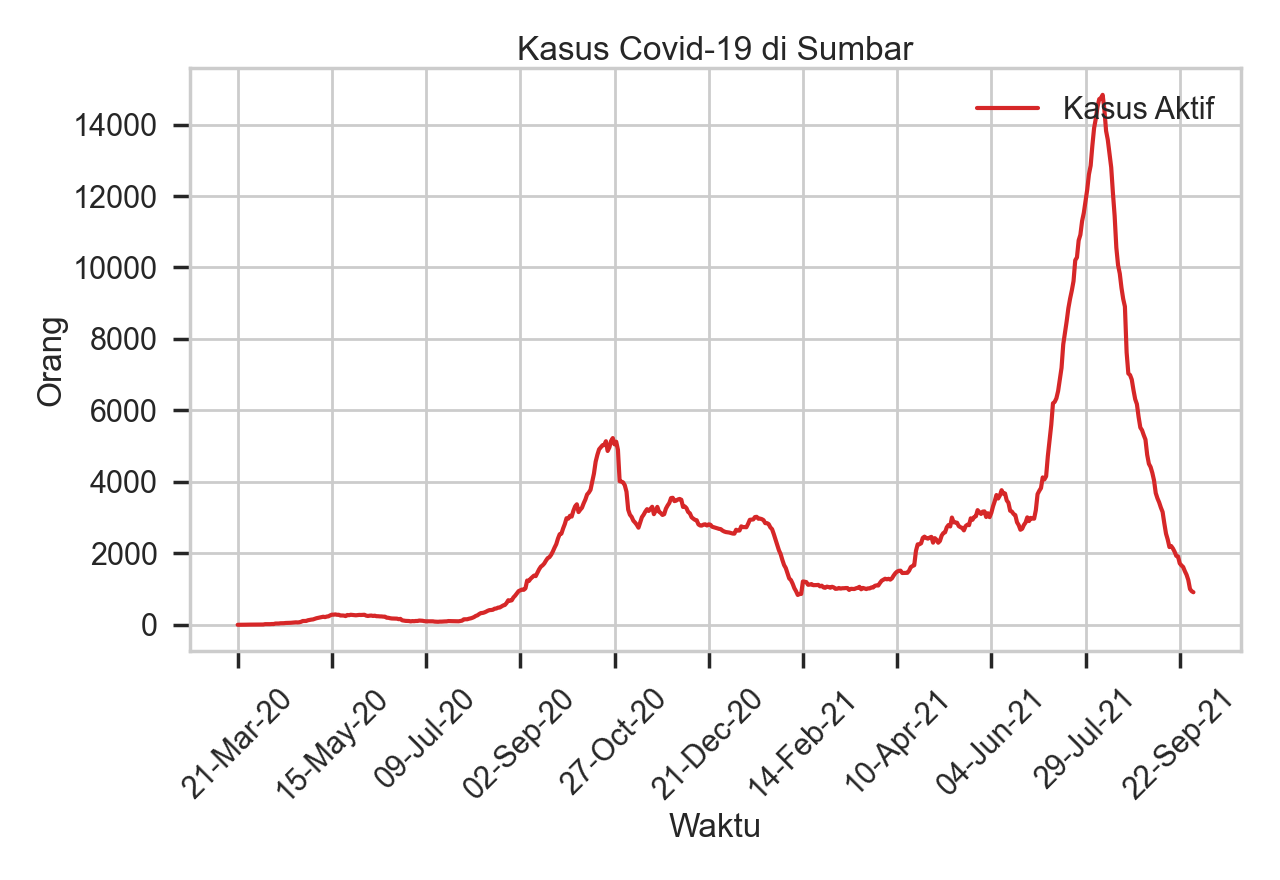 Kasus Covid-19 di Sumbar
Kasus Aktif
14000
12000
10000
8000
6000
4000
2000
0
Orang
21-Mar-20
15-May-20
09-Jul-20
02-Sep-20
27-Oct-20
21-Dec-20
14-Feb-21
10-Apr-21
04-Jun-21
29-Jul-21
22-Sep-21
Waktu